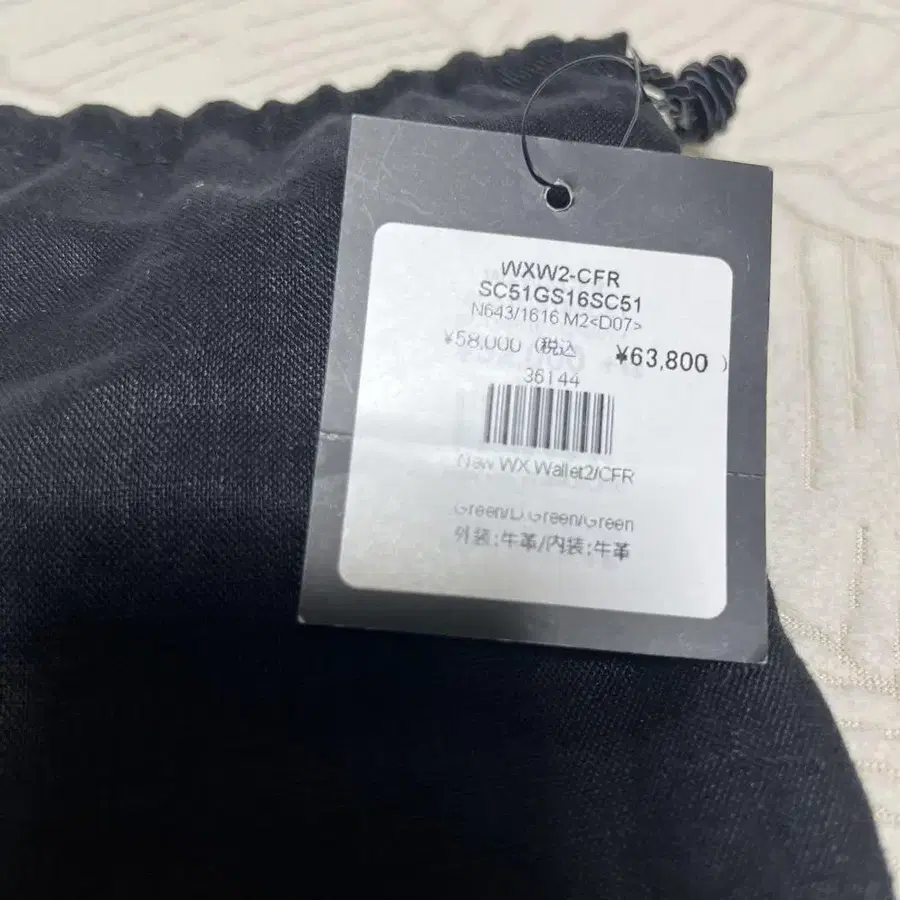 WXW2-CFR
SC51GS16SC51
N643/1616 M2<D07>
¥58,000 (税込 ¥63,800 )
36144
New WX Wallet2/CFR
.Green/D.Green/Green
外装:牛革/内装:牛革